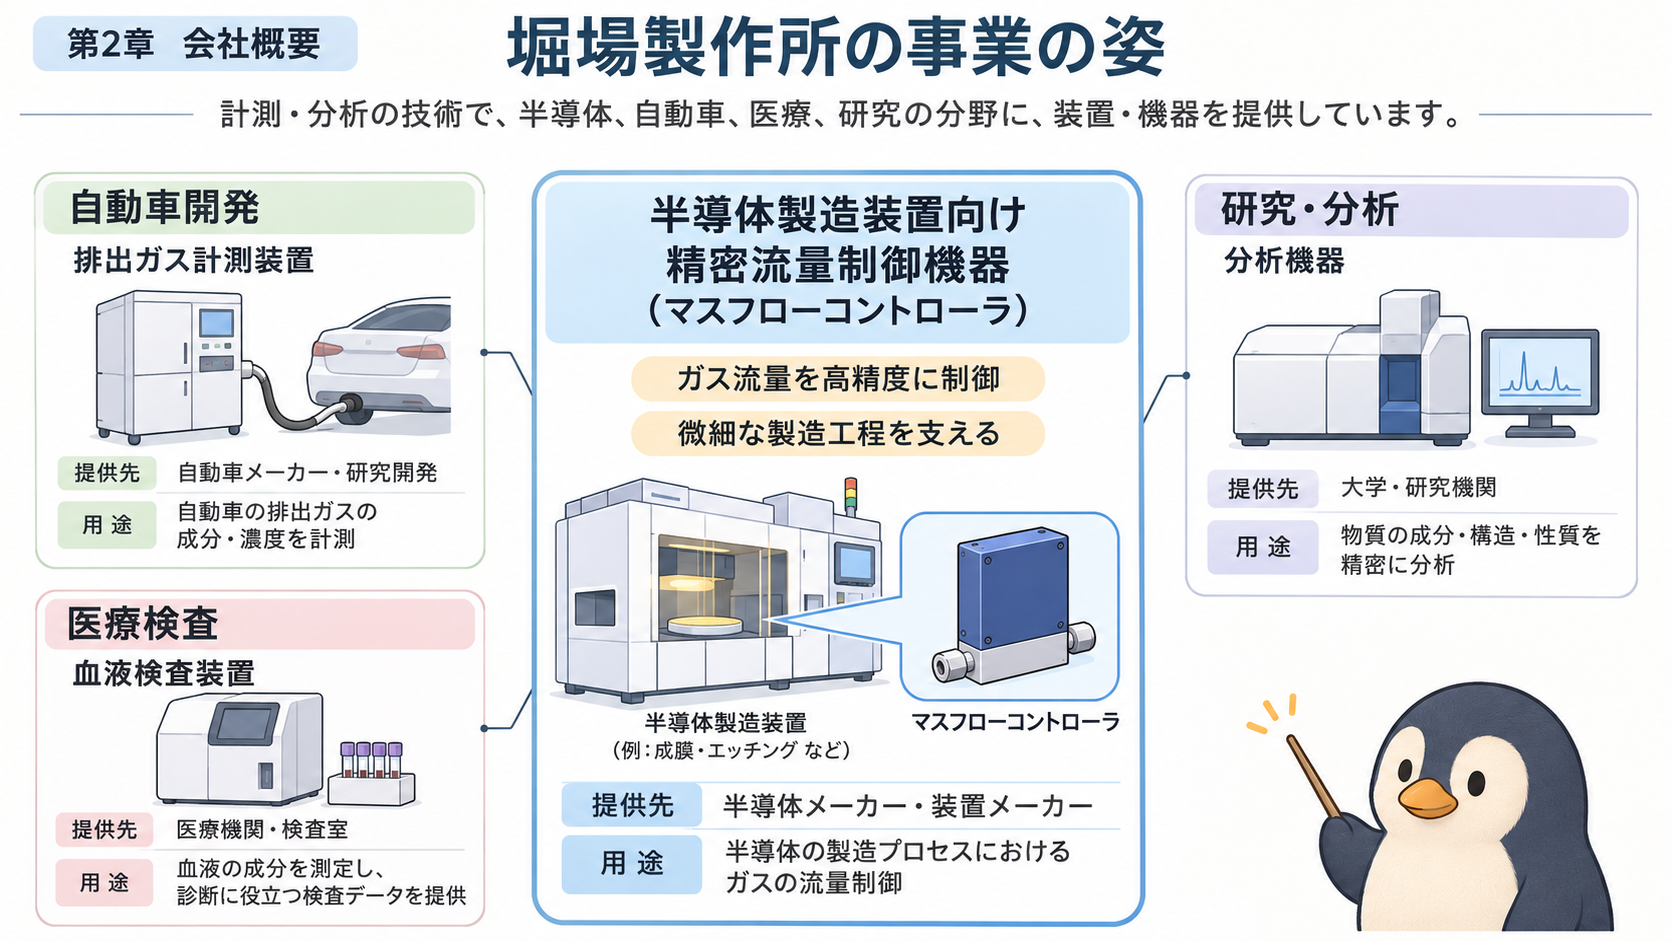 第2章 会社概要
堀場製作所の事業の姿
計測・分析の技術で、半導体、自動車、医療、研究の分野に、装置・機器を提供しています。
自動車開発
排出ガス計測装置
提供先 自動車メーカー・研究開発
用途 自動車の排出ガスの
成分・濃度を計測
医療検査
血液検査装置
提供先 医療機関・検査室
用途 血液の成分を測定し、
診断に役立つ検査データを提供
半導体製造装置向け
精密流量制御機器
（マスフローコントローラ）
ガス流量を高精度に制御
微細な製造工程を支える
半導体製造装置
（例：成膜・エッチング など）
マスフローコントローラ
提供先 半導体メーカー・装置メーカー
用途 半導体の製造プロセスにおける
ガスの流量制御
研究・分析
分析機器
提供先 大学・研究機関
用途 物質の成分・構造・性質を
精密に分析